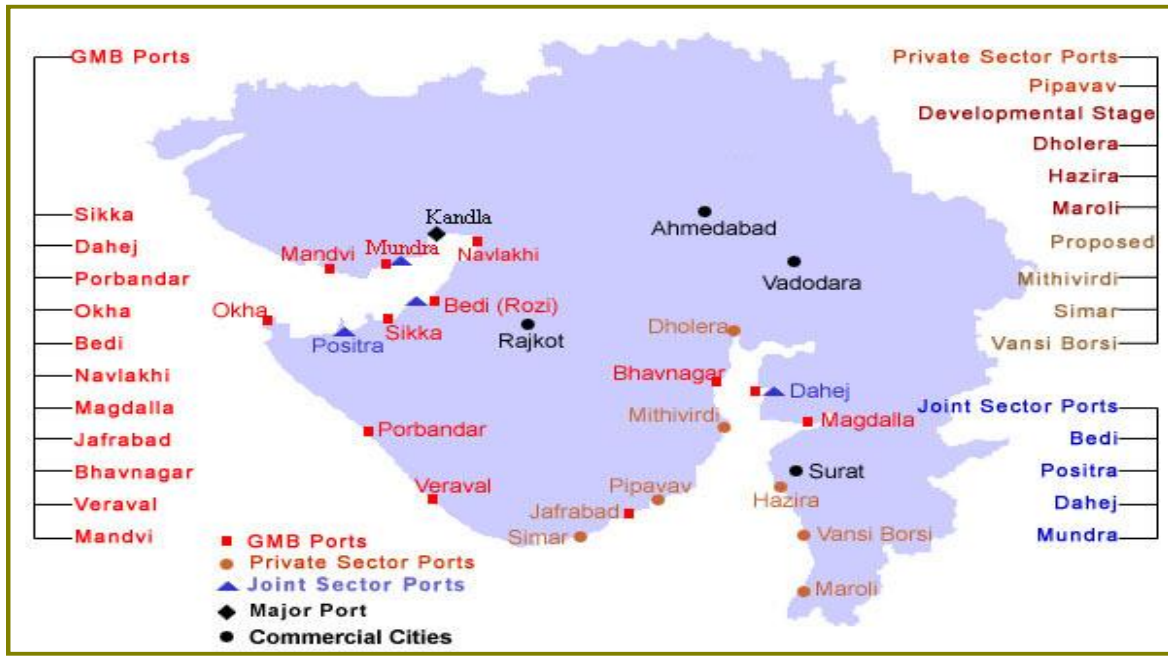 GMB Ports
Sikka
Dahej
Porbandar
Okha
Bedi
Navlakhi
Magdalla
Jafrabad
Bhavnagar
Veraval
Mandvi
Kandla
Mundra
Mandvi
Navlakhi
Okha
Bedi (Rozi)
Sikka
Positra
Rajkot
Ahmedabad
Vadodara
Dholera
Bhavnagar
Dahej
Mithivirdi
Magdalla
Porbandar
Surat
Veraval
Pipavav
Hazira
Jafrabad
Simar
Vansi Borsi
Maroli
GMB Ports
Private Sector Ports
Joint Sector Ports
Major Port
Commercial Cities
Private Sector Ports
Pipavav
Developmental Stage
Dholera
Hazira
Maroli
Proposed
Mithivirdi
Simar
Vansi Borsi
Joint Sector Ports
Bedi
Positra
Dahej
Mundra